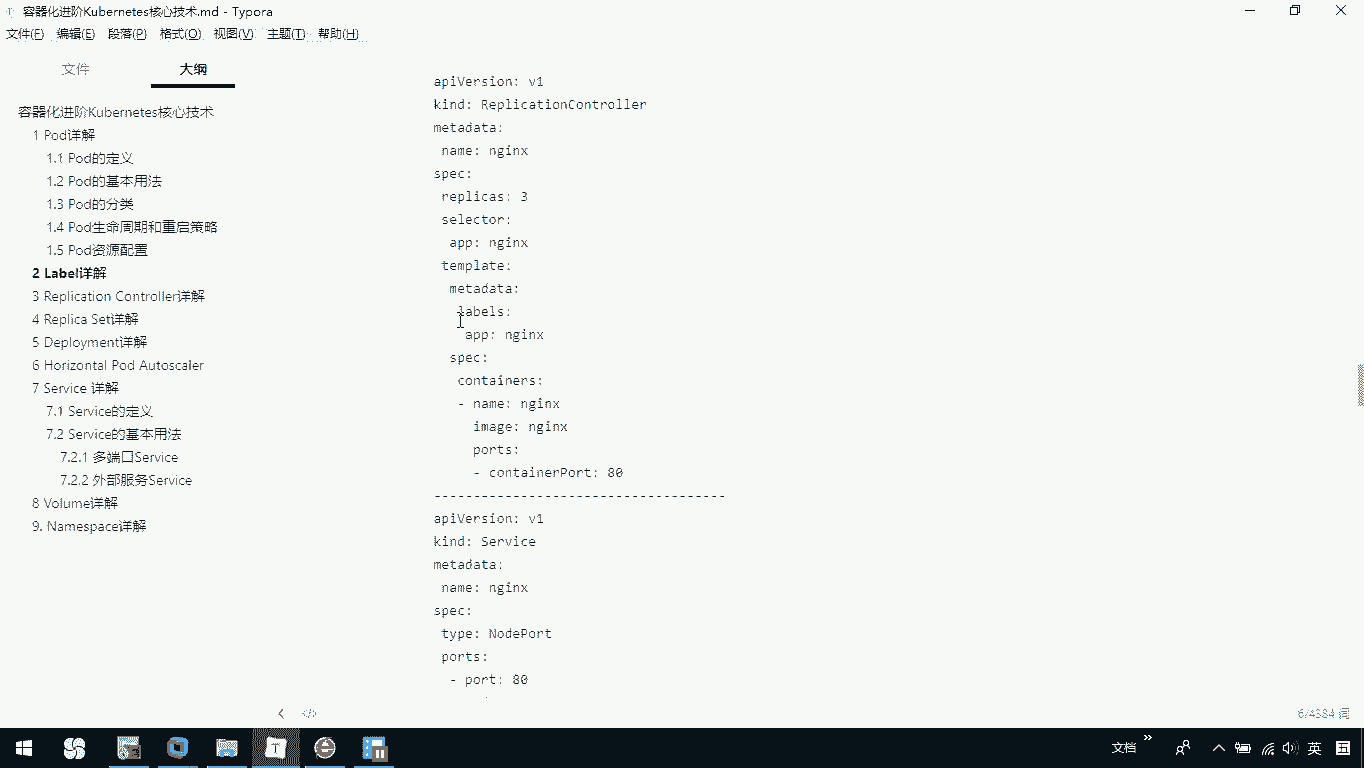 容器化进阶Kubernetes核心技术.md - Typora
文件(F) 编辑(E) 段落(P) 格式(O) 视图(V) 主题(T) 帮助(H)
文件 大纲
容器化进阶Kubernetes核心技术
1 Pod详解
1.1 Pod的定义
1.2 Pod的基本用法
1.3 Pod的分类
1.4 Pod生命周期和重启策略
1.5 Pod资源配置
2 Label详解
3 Replication Controller详解
4 Replica Set详解
5 Deployment详解
6 Horizontal Pod Autoscaler
7 Service 详解
7.1 Service的定义
7.2 Service的基本用法
7.2.1 多端口Service
7.2.2 外部服务Service
8 Volume详解
9. Namespace详解
apiVersion: v1
kind: ReplicationController
metadata:
name: nginx
spec:
replicas: 3
selector:
app: nginx
template:
metadata:
labels:
app: nginx
spec:
containers:
- name: nginx
image: nginx
ports:
- containerPort: 80
-------------------------------------
apiVersion: v1
kind: Service
metadata:
name: nginx
spec:
type: NodePort
ports:
- port: 80
6/4384 词
文档 英